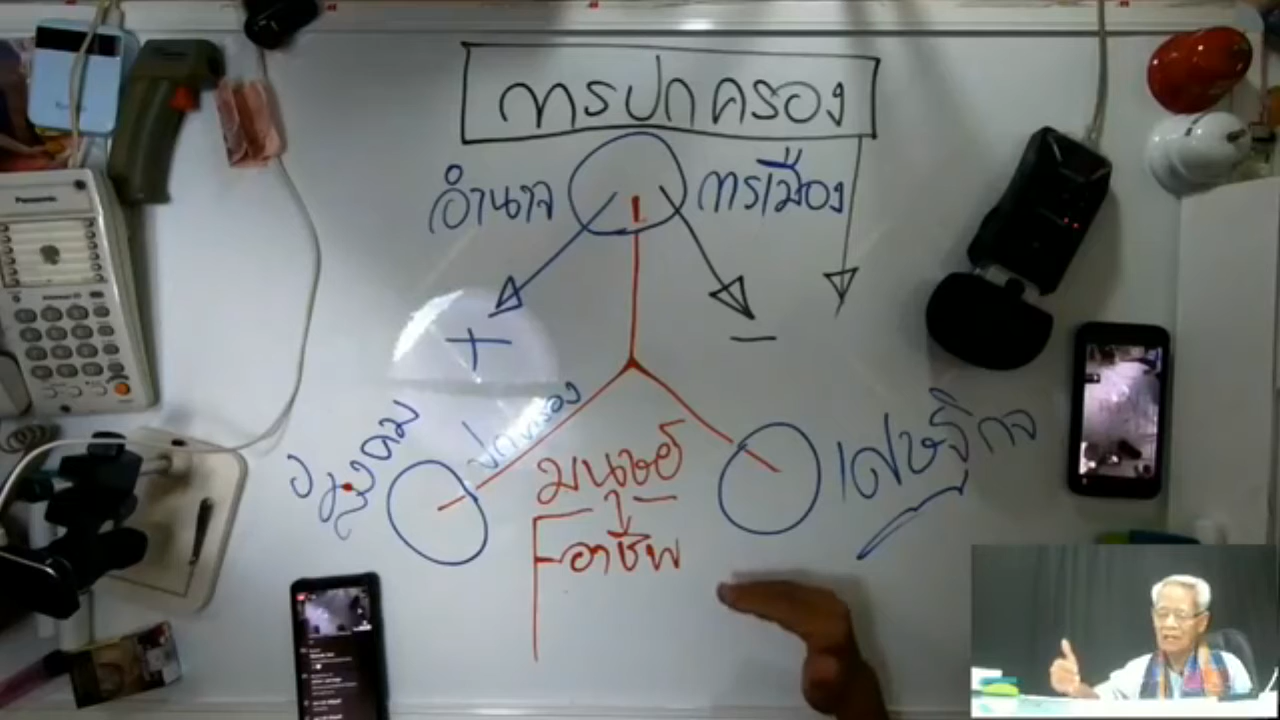 การปกครอง
อำนาจ
การเมือง
+
−
ปกครอง
สังคม
มนุษย์
เศรษฐกิจ
อาชีพ
Panasonic